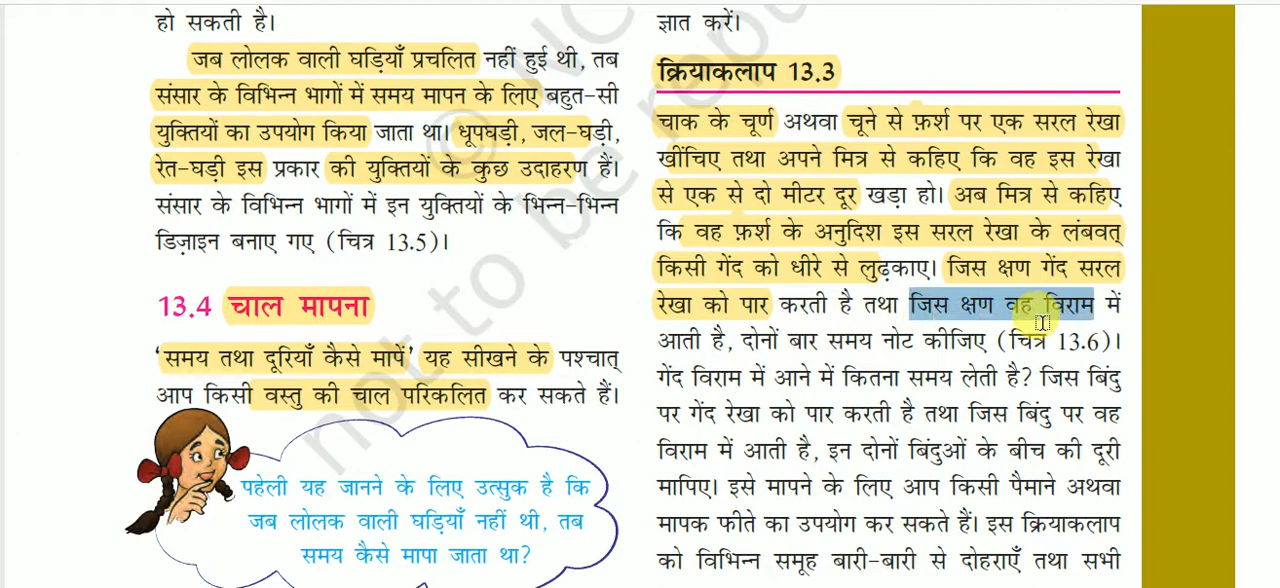 हो सकती है।
जब लोलक वाली घड़ियाँ प्रचलित नहीं हुई थी, तब
संसार के विभिन्न भागों में समय मापन के लिए बहुत-सी
युक्तियों का उपयोग किया जाता था। धूपघड़ी, जल-घड़ी,
रेत-घड़ी इस प्रकार की युक्तियों के कुछ उदाहरण हैं।
संसार के विभिन्न भागों में इन युक्तियों के भिन्न-भिन्न
डिज़ाइन बनाए गए (चित्र 13.5)।
13.4 चाल मापना
'समय तथा दूरियाँ कैसे मापें' यह सीखने के पश्चात्
आप किसी वस्तु की चाल परिकलित कर सकते हैं।
पहेली यह जानने के लिए उत्सुक है कि
जब लोलक वाली घड़ियाँ नहीं थी, तब
समय कैसे मापा जाता था?
ज्ञात करें।
क्रियाकलाप 13.3
चाक के चूर्ण अथवा चूने से फ़र्श पर एक सरल रेखा
खींचिए तथा अपने मित्र से कहिए कि वह इस रेखा
से एक से दो मीटर दूर खड़ा हो। अब मित्र से कहिए
कि वह फ़र्श के अनुदिश इस सरल रेखा के लंबवत्
किसी गेंद को धीरे से लुढ़काए। जिस क्षण गेंद सरल
रेखा को पार करती है तथा जिस क्षण वह विराम में
आती है, दोनों बार समय नोट कीजिए (चित्र 13.6)।
गेंद विराम में आने में कितना समय लेती है? जिस बिंदु
पर गेंद रेखा को पार करती है तथा जिस बिंदु पर वह
विराम में आती है, इन दोनों बिंदुओं के बीच की दूरी
मापिए। इसे मापने के लिए आप किसी पैमाने अथवा
मापक फीते का उपयोग कर सकते हैं। इस क्रियाकलाप
को विभिन्न समूह बारी-बारी से दोहराएँ तथा सभी
© NC
not to be repu